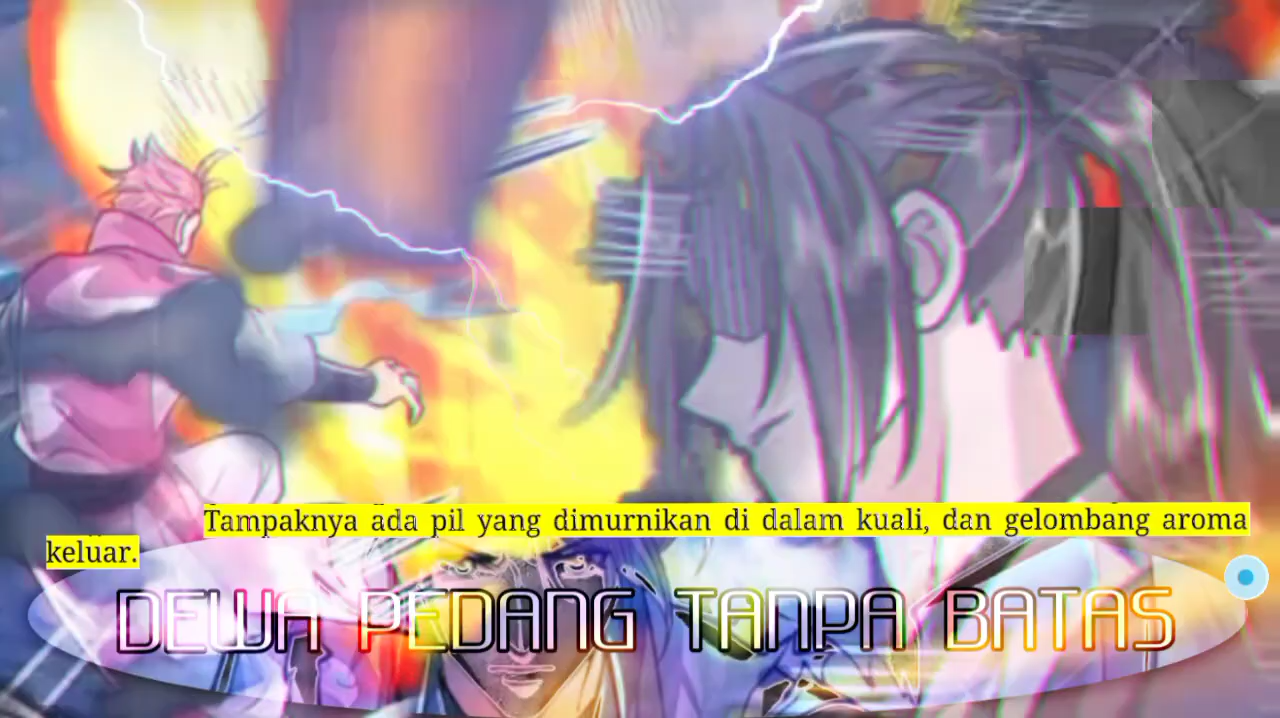 Tampaknya ada pil yang dimurnikan di dalam kuali, dan gelombang aroma
keluar.
DEWA PEDANG TANPA BATAS